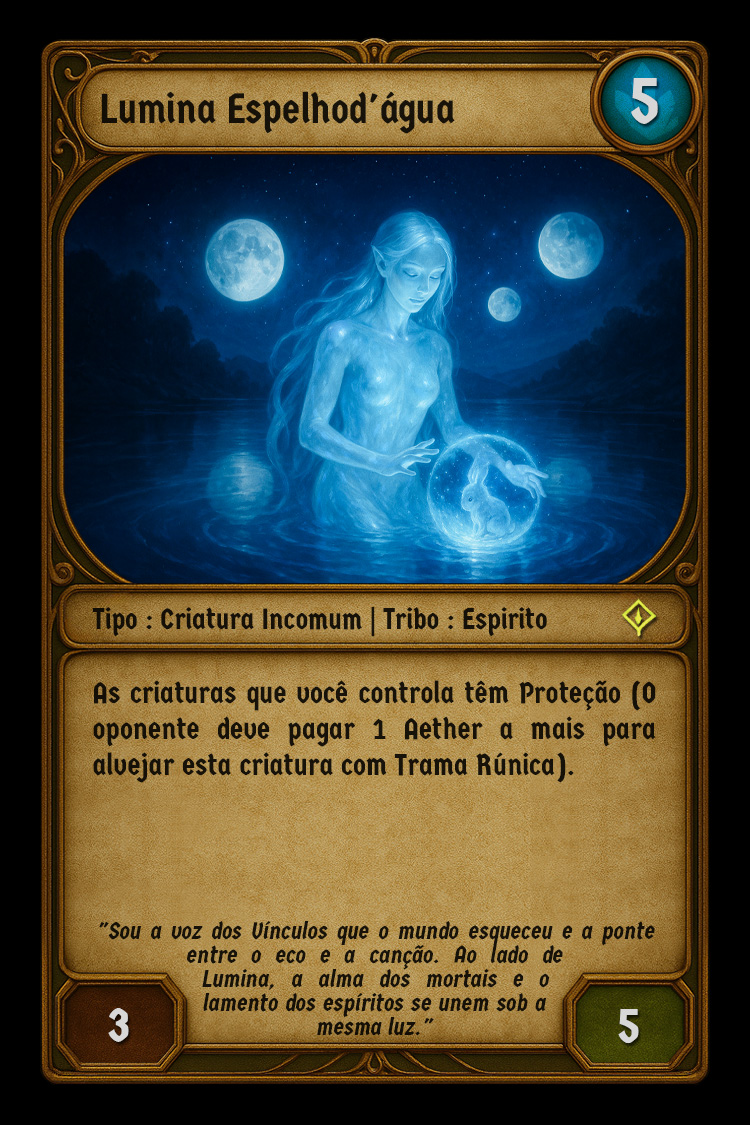 Lumina Espelhod'água
5
Tipo : Criatura Incomum | Tribo : Espirito
As criaturas que você controla têm Proteção (O
oponente deve pagar 1 Aether a mais para
alvejar esta criatura com Trama Rúnica).
"Sou a voz dos Vínculos que o mundo esqueceu e a ponte
entre o eco e a canção. Ao lado de
Lumina, a alma dos mortais e o
lamento dos espíritos se unem sob a
mesma luz."
3
5